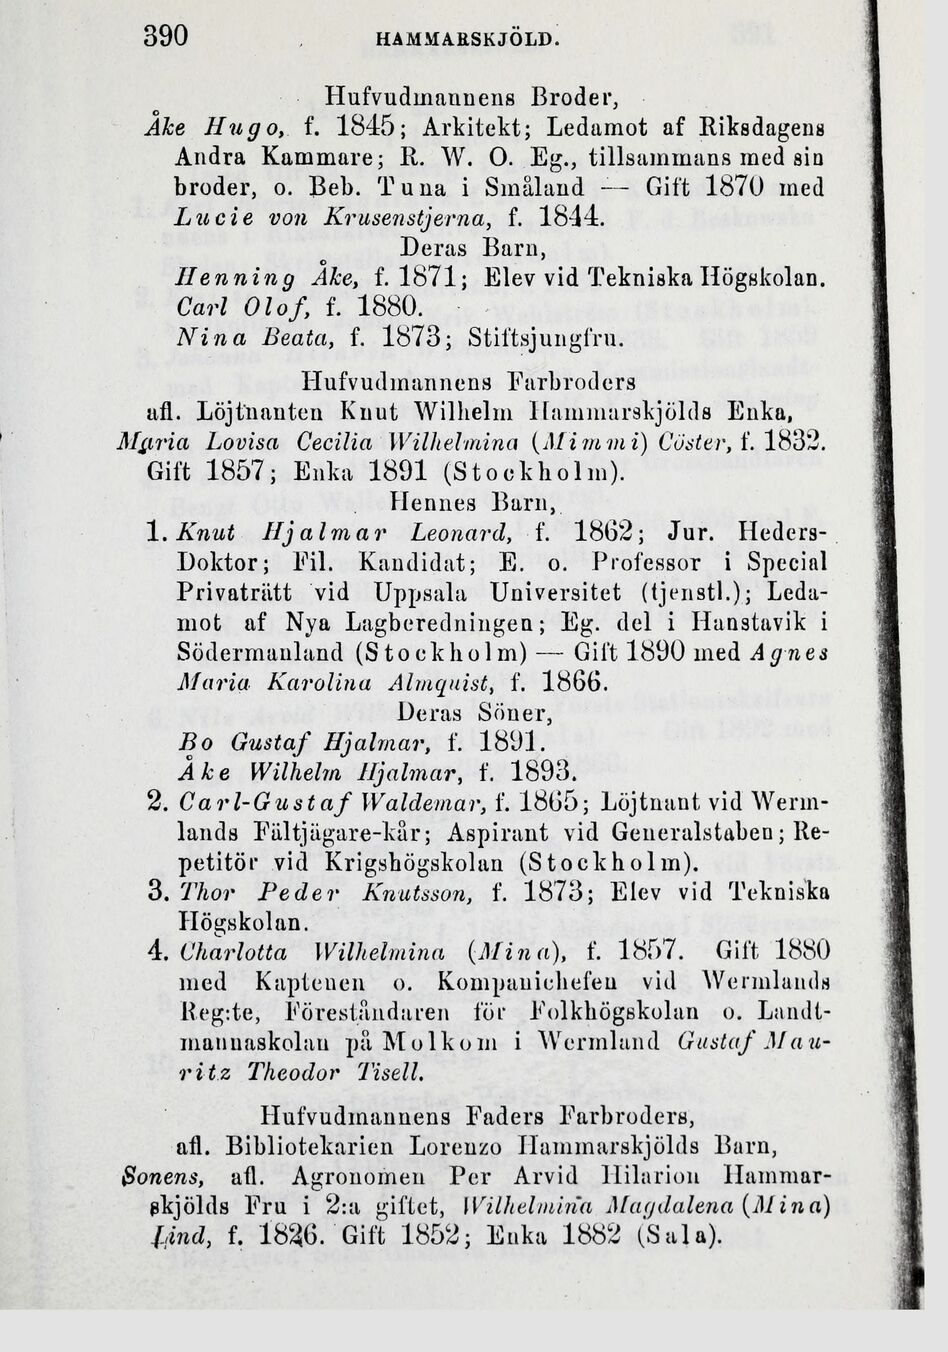 390
HAMMARSKJÖLD.
Hufvudmannens Broder,
Åke Hugo, f. 1845; Arkitekt; Ledamot af Riksdagens
Andra Kammare; R. W. O. Eg., tillsammans med sin
broder, o. Beb. Tuna i Småland — Gift 1870 med
Lucie von Krusenstjerna, f. 1844.
Deras Barn,
Henning Åke, f. 1871; Elev vid Tekniska Högskolan.
Carl Olof, f. 1880.
Nina Beata, f. 1873; Stiftsjungfru.
Hufvudmannens Farbroders
afl. Löjtnanten Knut Wilhelm Hammarskjölds Enka,
Maria Lovisa Cecilia Wilhelmina (Mimmi) Cöster, f. 1832.
Gift 1857; Enka 1891 (Stockholm).
Hennes Barn,
1. Knut Hjalmar Leonard, f. 1862; Jur. Heders-
Doktor; Fil. Kandidat; E. o. Professor i Special
Privaträtt vid Uppsala Universitet (tjenstl.); Leda-
mot af Nya Lagberedningen; Eg. del i Hanstavik i
Södermanland (Stockholm) — Gift 1890 med Agnes
Maria Karolina Almquist, f. 1866.
Deras Söner,
Bo Gustaf Hjalmar, f. 1891.
Åke Wilhelm Hjalmar, f. 1893.
2. Carl-Gustaf Waldemar, f. 1865; Löjtnant vid Werm-
lands Fältjägare-kår; Aspirant vid Generalstaben; Re-
petitör vid Krigshögskolan (Stockholm).
3. Thor Peder Knutsson, f. 1873; Elev vid Tekniska
Högskolan.
4. Charlotta Wilhelmina (Mina), f. 1857. Gift 1880
med Kaptenen o. Kompanichefen vid Wermlands
Reg:te, Föreståndaren för Folkhögskolan o. Landt-
mannaskolan på Molkom i Wermland Gustaf Mau-
ritz Theodor Tisell.
Hufvudmannens Faders Farbroders,
afl. Bibliotekarien Lorenzo Hammarskjölds Barn,
Sonens, afl. Agronomen Per Arvid Hilarion Hammar-
skjölds Fru i 2:a giftet, Wilhelmina Magdalena (Mina)
Lind, f. 1826. Gift 1852; Enka 1882 (Sala).